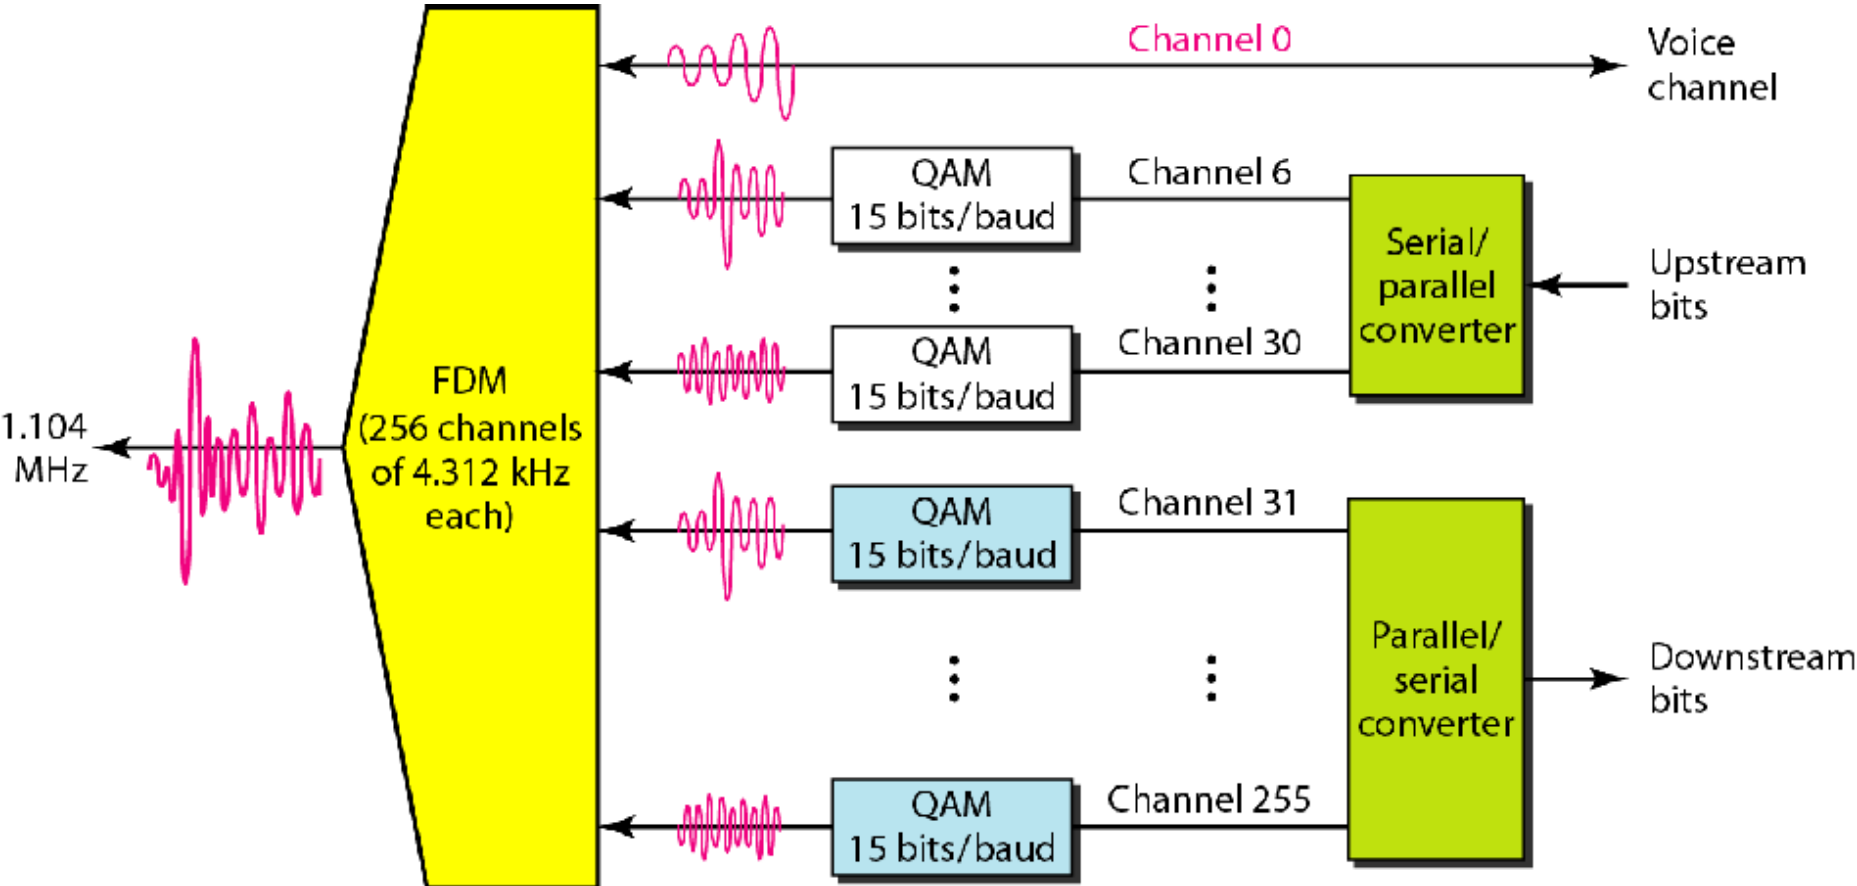 Channel 0
Voice
channel
QAM
15 bits/baud
Channel 6
Serial/
parallel
converter
Upstream
bits
QAM
15 bits/baud
Channel 30
1.104
MHz
FDM
(256 channels
of 4.312 kHz
each)
QAM
15 bits/baud
Channel 31
Parallel/
serial
converter
Downstream
bits
QAM
15 bits/baud
Channel 255